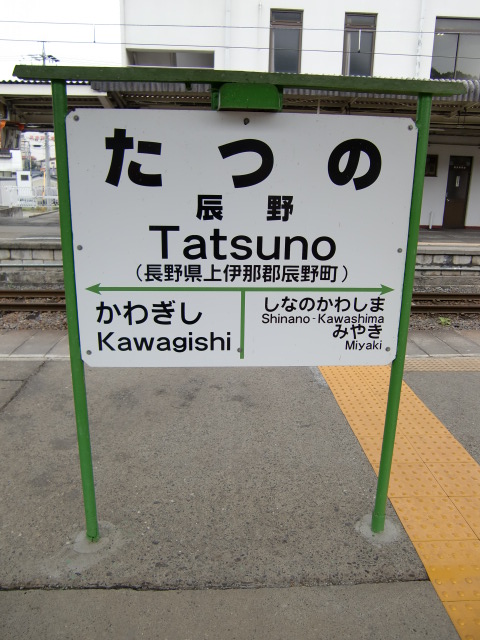 たつの
辰野
Tatsuno
(長野県上伊那郡辰野町)
かわぎし
Kawagishi
しなのかわしま
Shinano-Kawashima
みやき
Miyaki